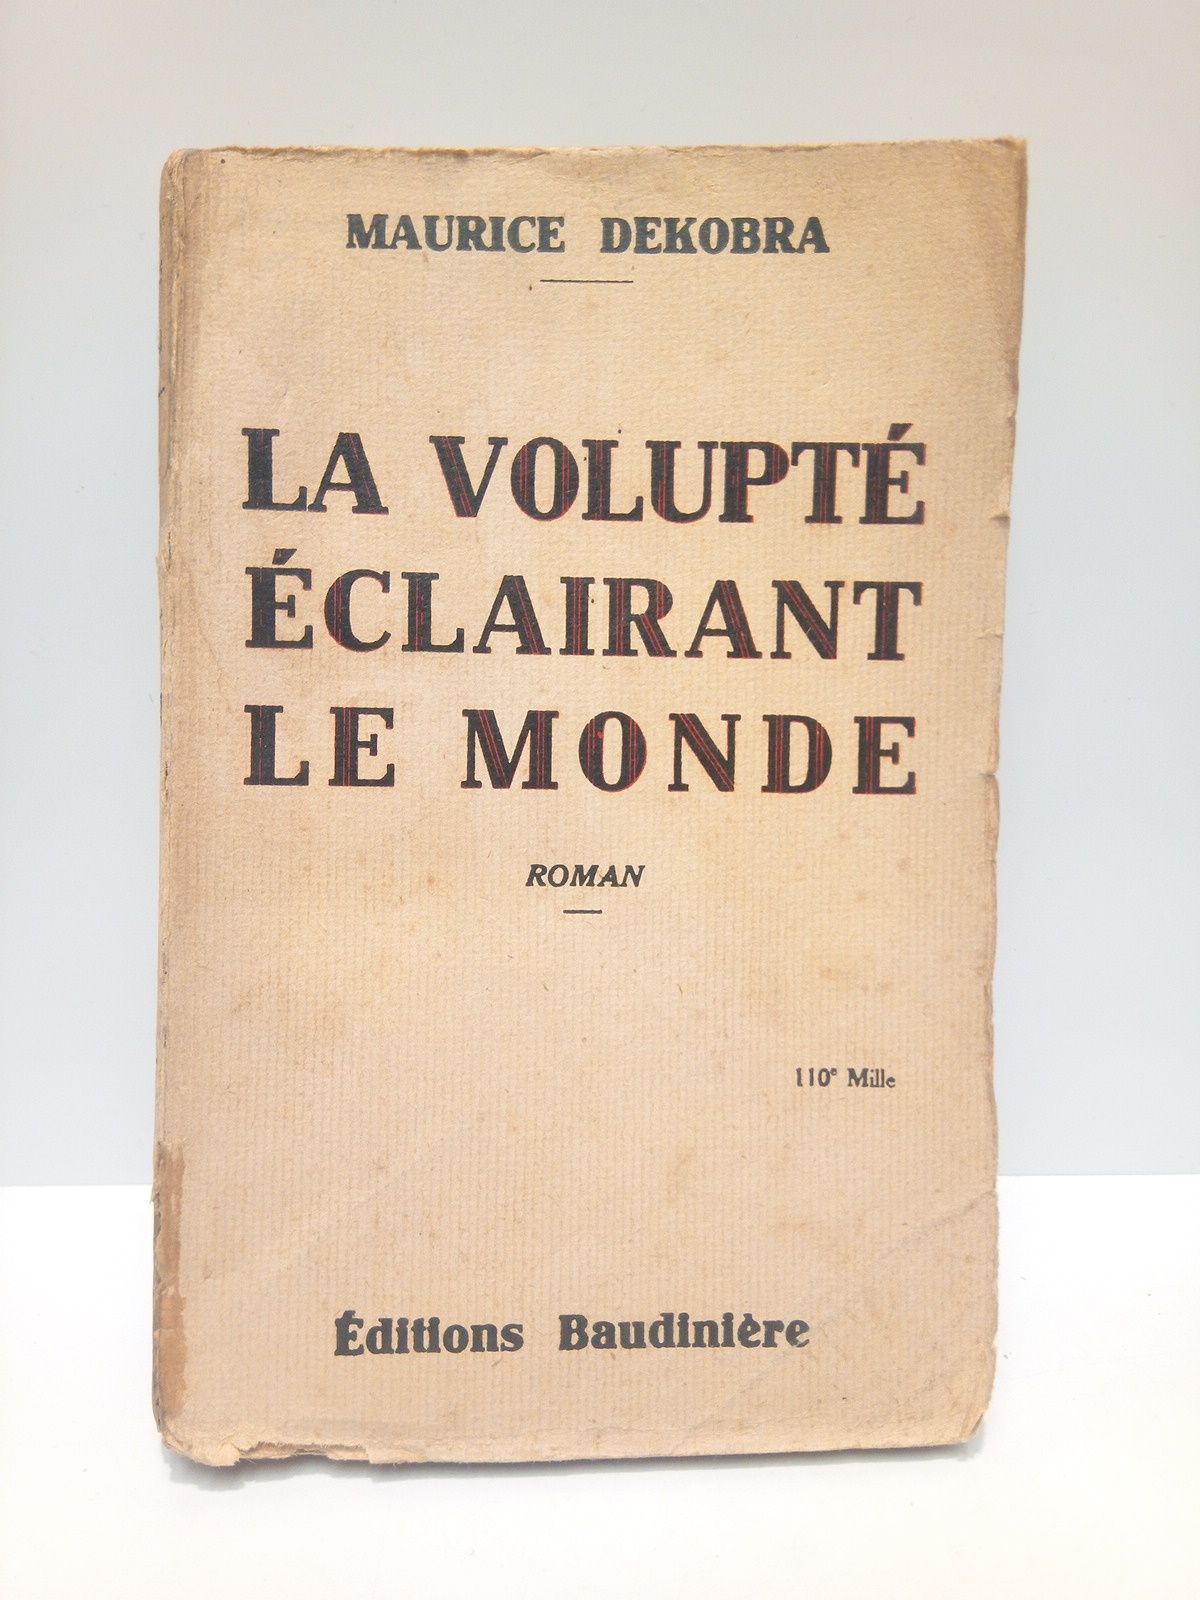 MAURICE DEKOBRA
LA VOLUPTÉ
ÉCLAIRANT
LE MONDE
ROMAN
110e Mille
Éditions Baudinière